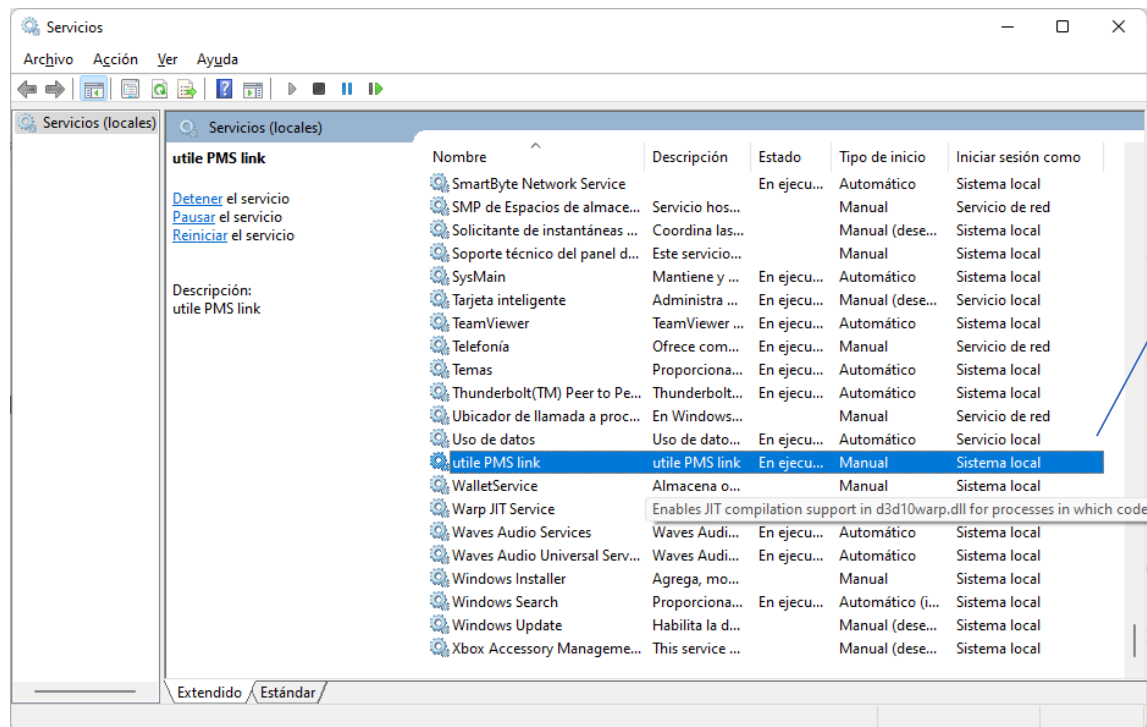 Servicios
Archivo Acción Ver Ayuda
Servicios (locales)
Servicios (locales)
utile PMS link
Detener el servicio
Pausar el servicio
Reiniciar el servicio
Descripción:
utile PMS link
Nombre Descripción Estado Tipo de inicio Iniciar sesión como
SmartByte Network Service En ejecu... Automático Sistema local
SMP de Espacios de almace... Servicio hos... Manual Servicio de red
Solicitante de instantáneas ... Coordina las... Manual (dese... Sistema local
Soporte técnico del panel d... Este servicio... Manual Sistema local
SysMain Mantiene y ... En ejecu... Automático Sistema local
Tarjeta inteligente Administra ... En ejecu... Manual (dese... Servicio local
TeamViewer TeamViewer ... En ejecu... Automático Sistema local
Telefonía Ofrece com... En ejecu... Manual Servicio de red
Temas Proporciona... En ejecu... Automático Sistema local
Thunderbolt(TM) Peer to Pe... Thunderbolt... En ejecu... Automático Sistema local
Ubicador de llamada a proc... En Windows... Manual Servicio de red
Uso de datos Uso de dato... En ejecu... Automático Servicio local
utile PMS link utile PMS link En ejecu... Manual Sistema local
WalletService Almacena o... Manual Sistema local
Warp JIT Service Enables JIT compilation support in d3d10warp.dll for processes in which code
Waves Audio Services Waves Audi... En ejecu... Automático Sistema local
Waves Audio Universal Serv... Waves Audi... En ejecu... Automático Sistema local
Windows Installer Agrega, mo... Manual Sistema local
Windows Search Proporciona... En ejecu... Automático (i... Sistema local
Windows Update Habilita la d... Manual (dese... Sistema local
Xbox Accessory Manageme... This service ... Manual (dese... Sistema local
Extendido Estándar